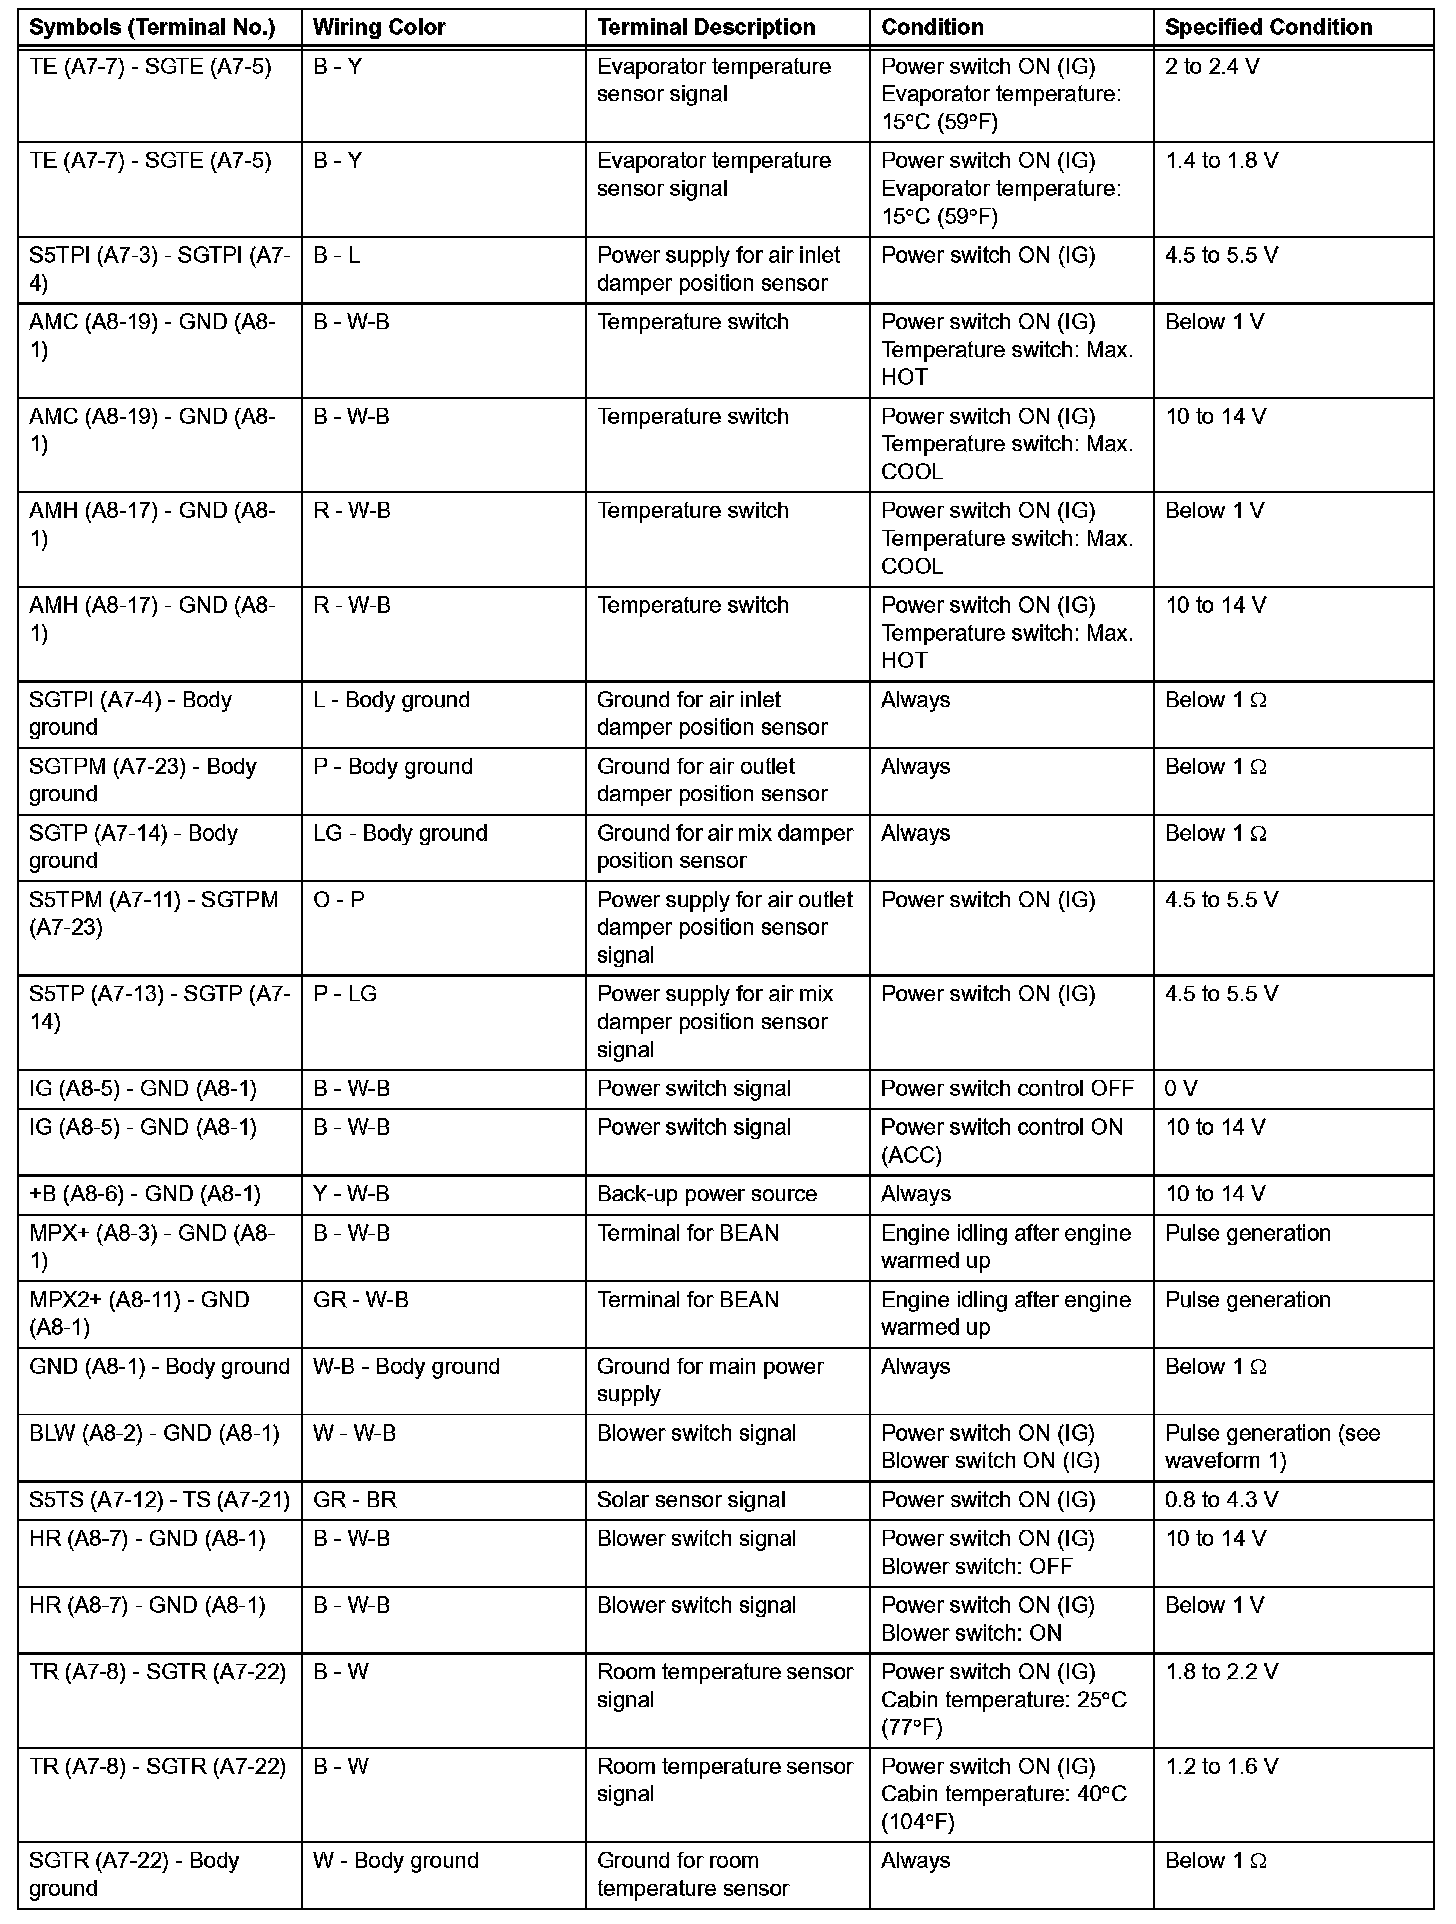 Symbols (Terminal No.) Wiring Color Terminal Description Condition Specified Condition
TE (A7-7) - SGTE (A7-5) B - Y Evaporator temperature Power switch ON (IG) 2 to 2.4 V
sensor signal Evaporator temperature:
15°C (59°F)
TE (A7-7) - SGTE (A7-5) B - Y Evaporator temperature Power switch ON (IG) 1.4 to 1.8 V
sensor signal Evaporator temperature:
15°C (59°F)
S5TPI (A7-3) - SGTPI (A7- B - L Power supply for air inlet Power switch ON (IG) 4.5 to 5.5 V
4) damper position sensor
AMC (A8-19) - GND (A8- B - W-B Temperature switch Power switch ON (IG) Below 1 V
1) Temperature switch: Max.
HOT
AMC (A8-19) - GND (A8- B - W-B Temperature switch Power switch ON (IG) 10 to 14 V
1) Temperature switch: Max.
COOL
AMH (A8-17) - GND (A8- R - W-B Temperature switch Power switch ON (IG) Below 1 V
1) Temperature switch: Max.
COOL
AMH (A8-17) - GND (A8- R - W-B Temperature switch Power switch ON (IG) 10 to 14 V
1) Temperature switch: Max.
HOT
SGTPI (A7-4) - Body L - Body ground Ground for air inlet Always Below 1 Ω
ground damper position sensor
SGTPM (A7-23) - Body P - Body ground Ground for air outlet Always Below 1 Ω
ground damper position sensor
SGTP (A7-14) - Body LG - Body ground Ground for air mix damper Always Below 1 Ω
ground position sensor
S5TPM (A7-11) - SGTPM O - P Power supply for air outlet Power switch ON (IG) 4.5 to 5.5 V
(A7-23) damper position sensor
signal
S5TP (A7-13) - SGTP (A7- P - LG Power supply for air mix Power switch ON (IG) 4.5 to 5.5 V
14) damper position sensor
signal
IG (A8-5) - GND (A8-1) B - W-B Power switch signal Power switch control OFF 0 V
IG (A8-5) - GND (A8-1) B - W-B Power switch signal Power switch control ON 10 to 14 V
(ACC)
+B (A8-6) - GND (A8-1) Y - W-B Back-up power source Always 10 to 14 V
MPX+ (A8-3) - GND (A8- B - W-B Terminal for BEAN Engine idling after engine Pulse generation
1) warmed up
MPX2+ (A8-11) - GND GR - W-B Terminal for BEAN Engine idling after engine Pulse generation
(A8-1) warmed up
GND (A8-1) - Body ground W-B - Body ground Ground for main power Always Below 1 Ω
supply
BLW (A8-2) - GND (A8-1) W - W-B Blower switch signal Power switch ON (IG) Pulse generation (see
Blower switch ON (IG) waveform 1)
S5TS (A7-12) - TS (A7-21) GR - BR Solar sensor signal Power switch ON (IG) 0.8 to 4.3 V
HR (A8-7) - GND (A8-1) B - W-B Blower switch signal Power switch ON (IG) 10 to 14 V
Blower switch: OFF
HR (A8-7) - GND (A8-1) B - W-B Blower switch signal Power switch ON (IG) Below 1 V
Blower switch: ON
TR (A7-8) - SGTR (A7-22) B - W Room temperature sensor Power switch ON (IG) 1.8 to 2.2 V
signal Cabin temperature: 25°C
(77°F)
TR (A7-8) - SGTR (A7-22) B - W Room temperature sensor Power switch ON (IG) 1.2 to 1.6 V
signal Cabin temperature: 40°C
(104°F)
SGTR (A7-22) - Body W - Body ground Ground for room Always Below 1 Ω
ground temperature sensor